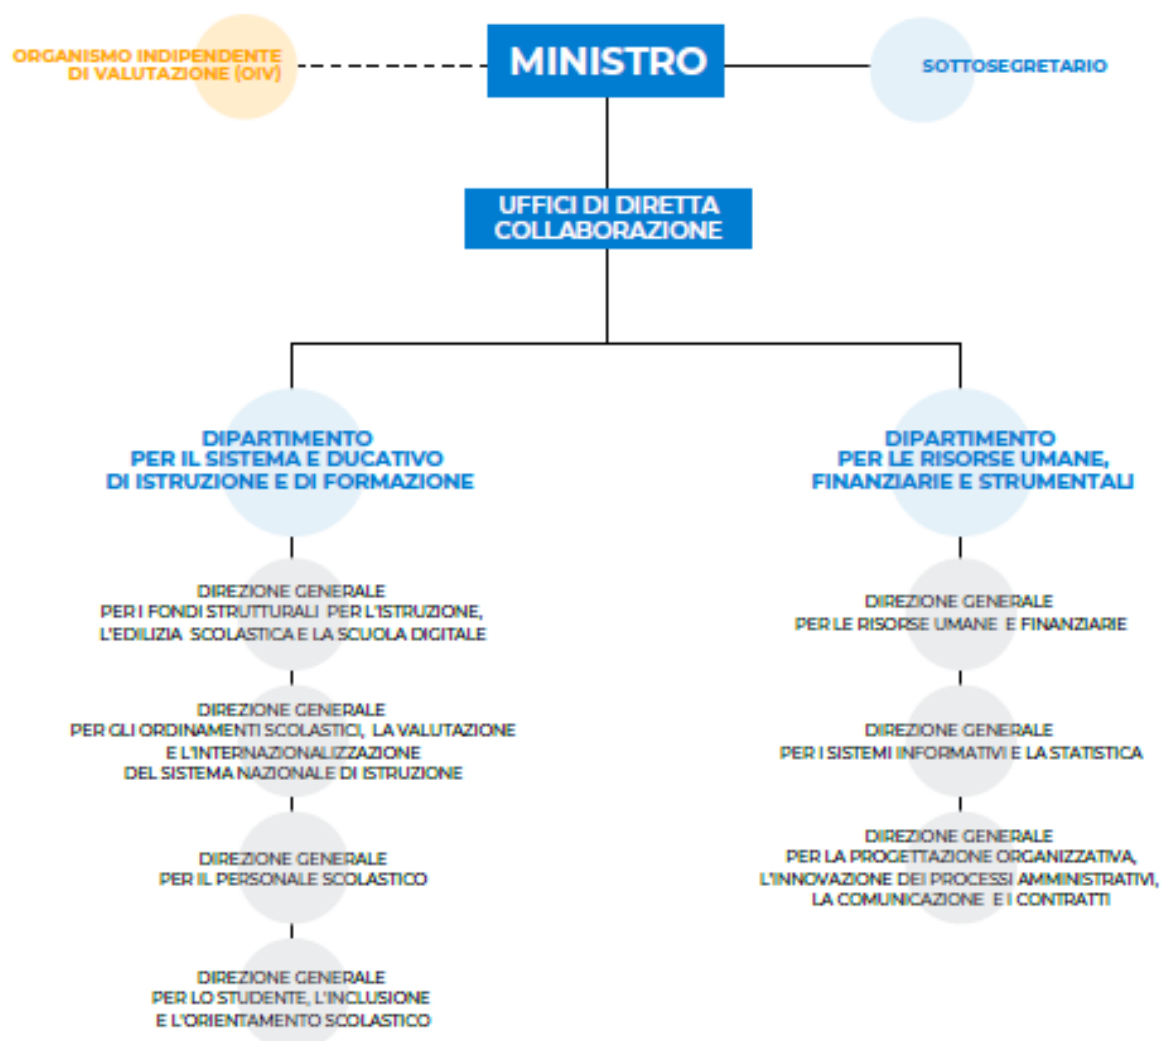 ORGANISMO INDIPENDENTE
DI VALUTAZIONE (OIV)
MINISTRO
SOTTOSEGRETARIO
UFFICI DI DIRETTA
COLLABORAZIONE
DIPARTIMENTO
PER IL SISTEMA E DUCATIVO
DI ISTRUZIONE E DI FORMAZIONE
DIREZIONE GENERALE
PER I FONDI STRUTTURALI PER L'ISTRUZIONE,
L'EDILIZIA SCOLASTICA E LA SCUOLA DIGITALE
DIREZIONE GENERALE
PER GLI ORDINAMENTI SCOLASTICI, LA VALUTAZIONE
E L'INTERNAZIONALIZZAZIONE
DEL SISTEMA NAZIONALE DI ISTRUZIONE
DIREZIONE GENERALE
PER IL PERSONALE SCOLASTICO
DIREZIONE GENERALE
PER LO STUDENTE, L'INCLUSIONE
E L'ORIENTAMENTO SCOLASTICO
DIPARTIMENTO
PER LE RISORSE UMANE,
FINANZIARIE E STRUMENTALI
DIREZIONE GENERALE
PER LE RISORSE UMANE E FINANZIARIE
DIREZIONE GENERALE
PER I SISTEMI INFORMATIVI E LA STATISTICA
DIREZIONE GENERALE
PER LA PROGETTAZIONE ORGANIZZATIVA,
L'INNOVAZIONE DEI PROCESSI AMMINISTRATIVI,
LA COMUNICAZIONE E I CONTRATTI